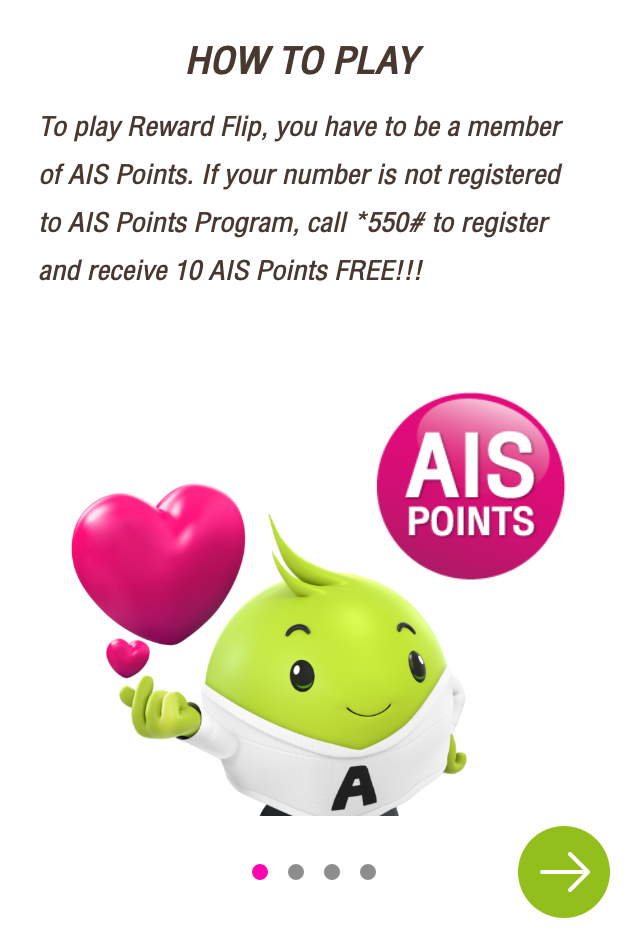 HOW TO PLAY
To play Reward Flip, you have to be a member
of AIS Points. If your number is not registered
to AIS Points Program, call *550# to register
and receive 10 AIS Points FREE!!!
AIS
POINTS
A